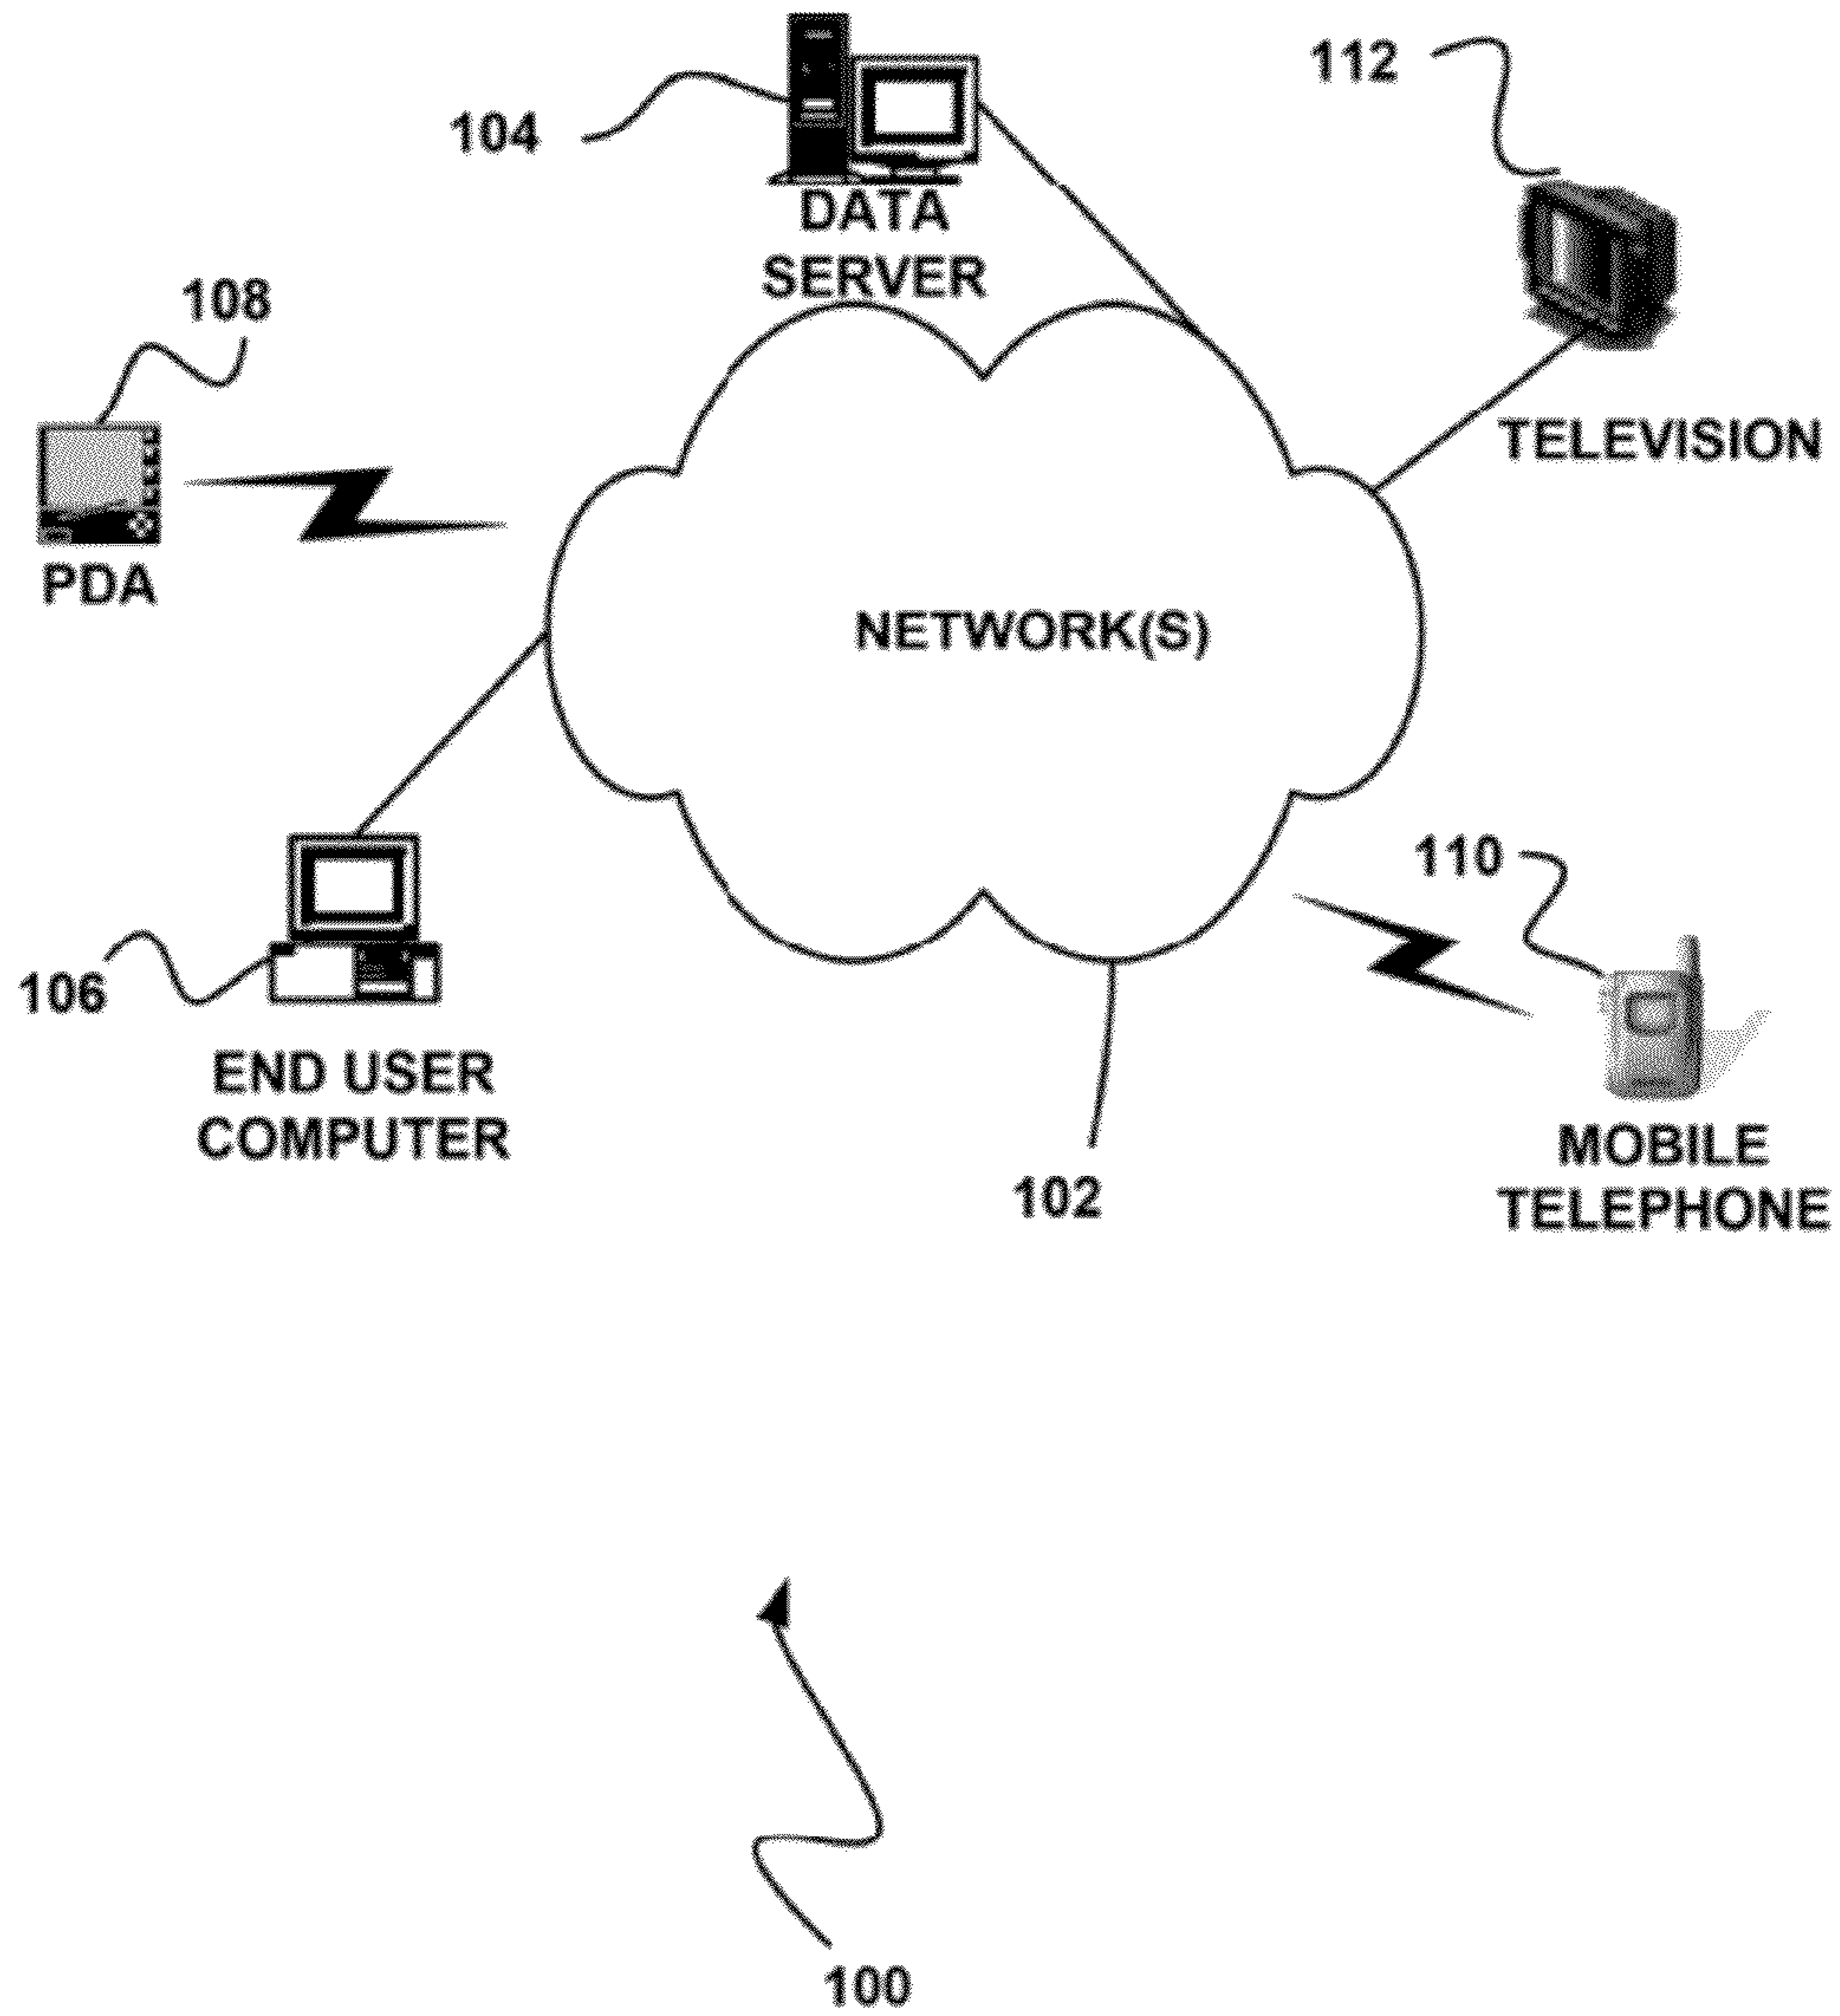 112
104
DATA
SERVER
108
TELEVISION
PDA
NETWORK(S)
110
106
END USER
COMPUTER
MOBILE
TELEPHONE
102
100